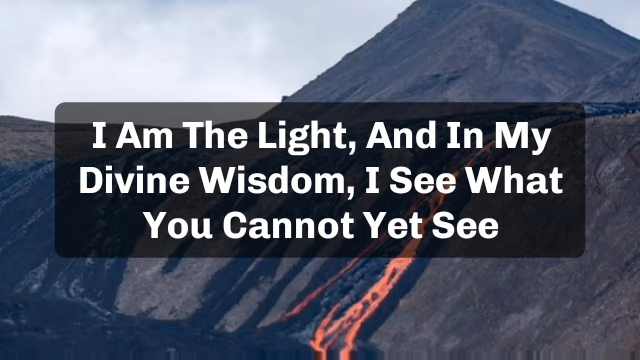 I Am The Light, And In My
Divine Wisdom, I See What
You Cannot Yet See